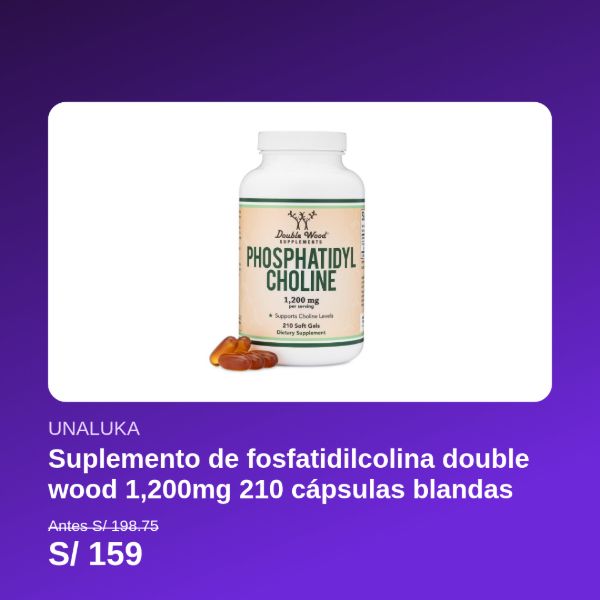 Double Wood
SUPPLEMENTS
PHOSPHATIDYL
CHOLINE
1,200 mg
per serving
★ Supports Choline Levels
210 Soft Gels
Dietary Supplement
UNALUKA
Suplemento de fosfatidilcolina double
wood 1,200mg 210 cápsulas blandas
Antes S/ 198.75
S/ 159